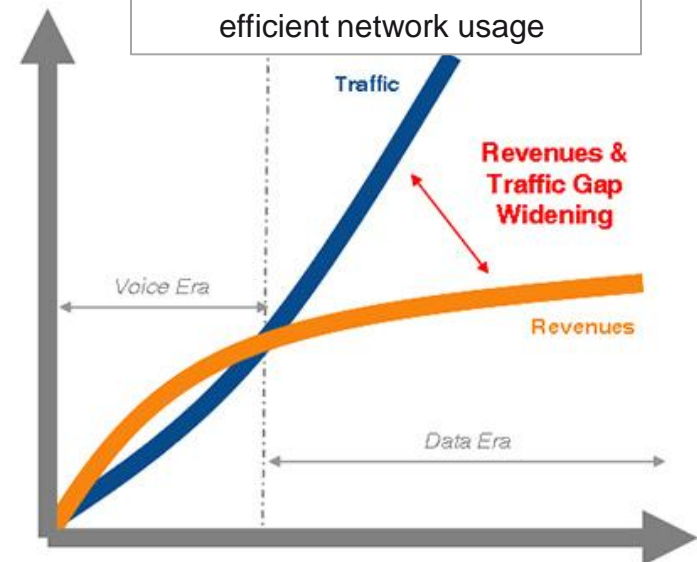 efficient network usage
Traffic
Revenues &
Traffic Gap
Widening
Voice Era
Revenues
Data Era